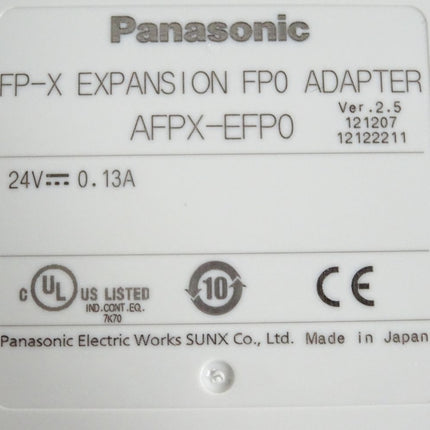 Panasonic
FP-X EXPANSION FP0 ADAPTER
AFPX-EFP0
Ver.2.5
121207
12122211
24V⎓ 0.13A
C UL US LISTED
IND.CONT.EQ.
7K70
10
CE
Panasonic Electric Works SUNX Co., Ltd. Made in Japan